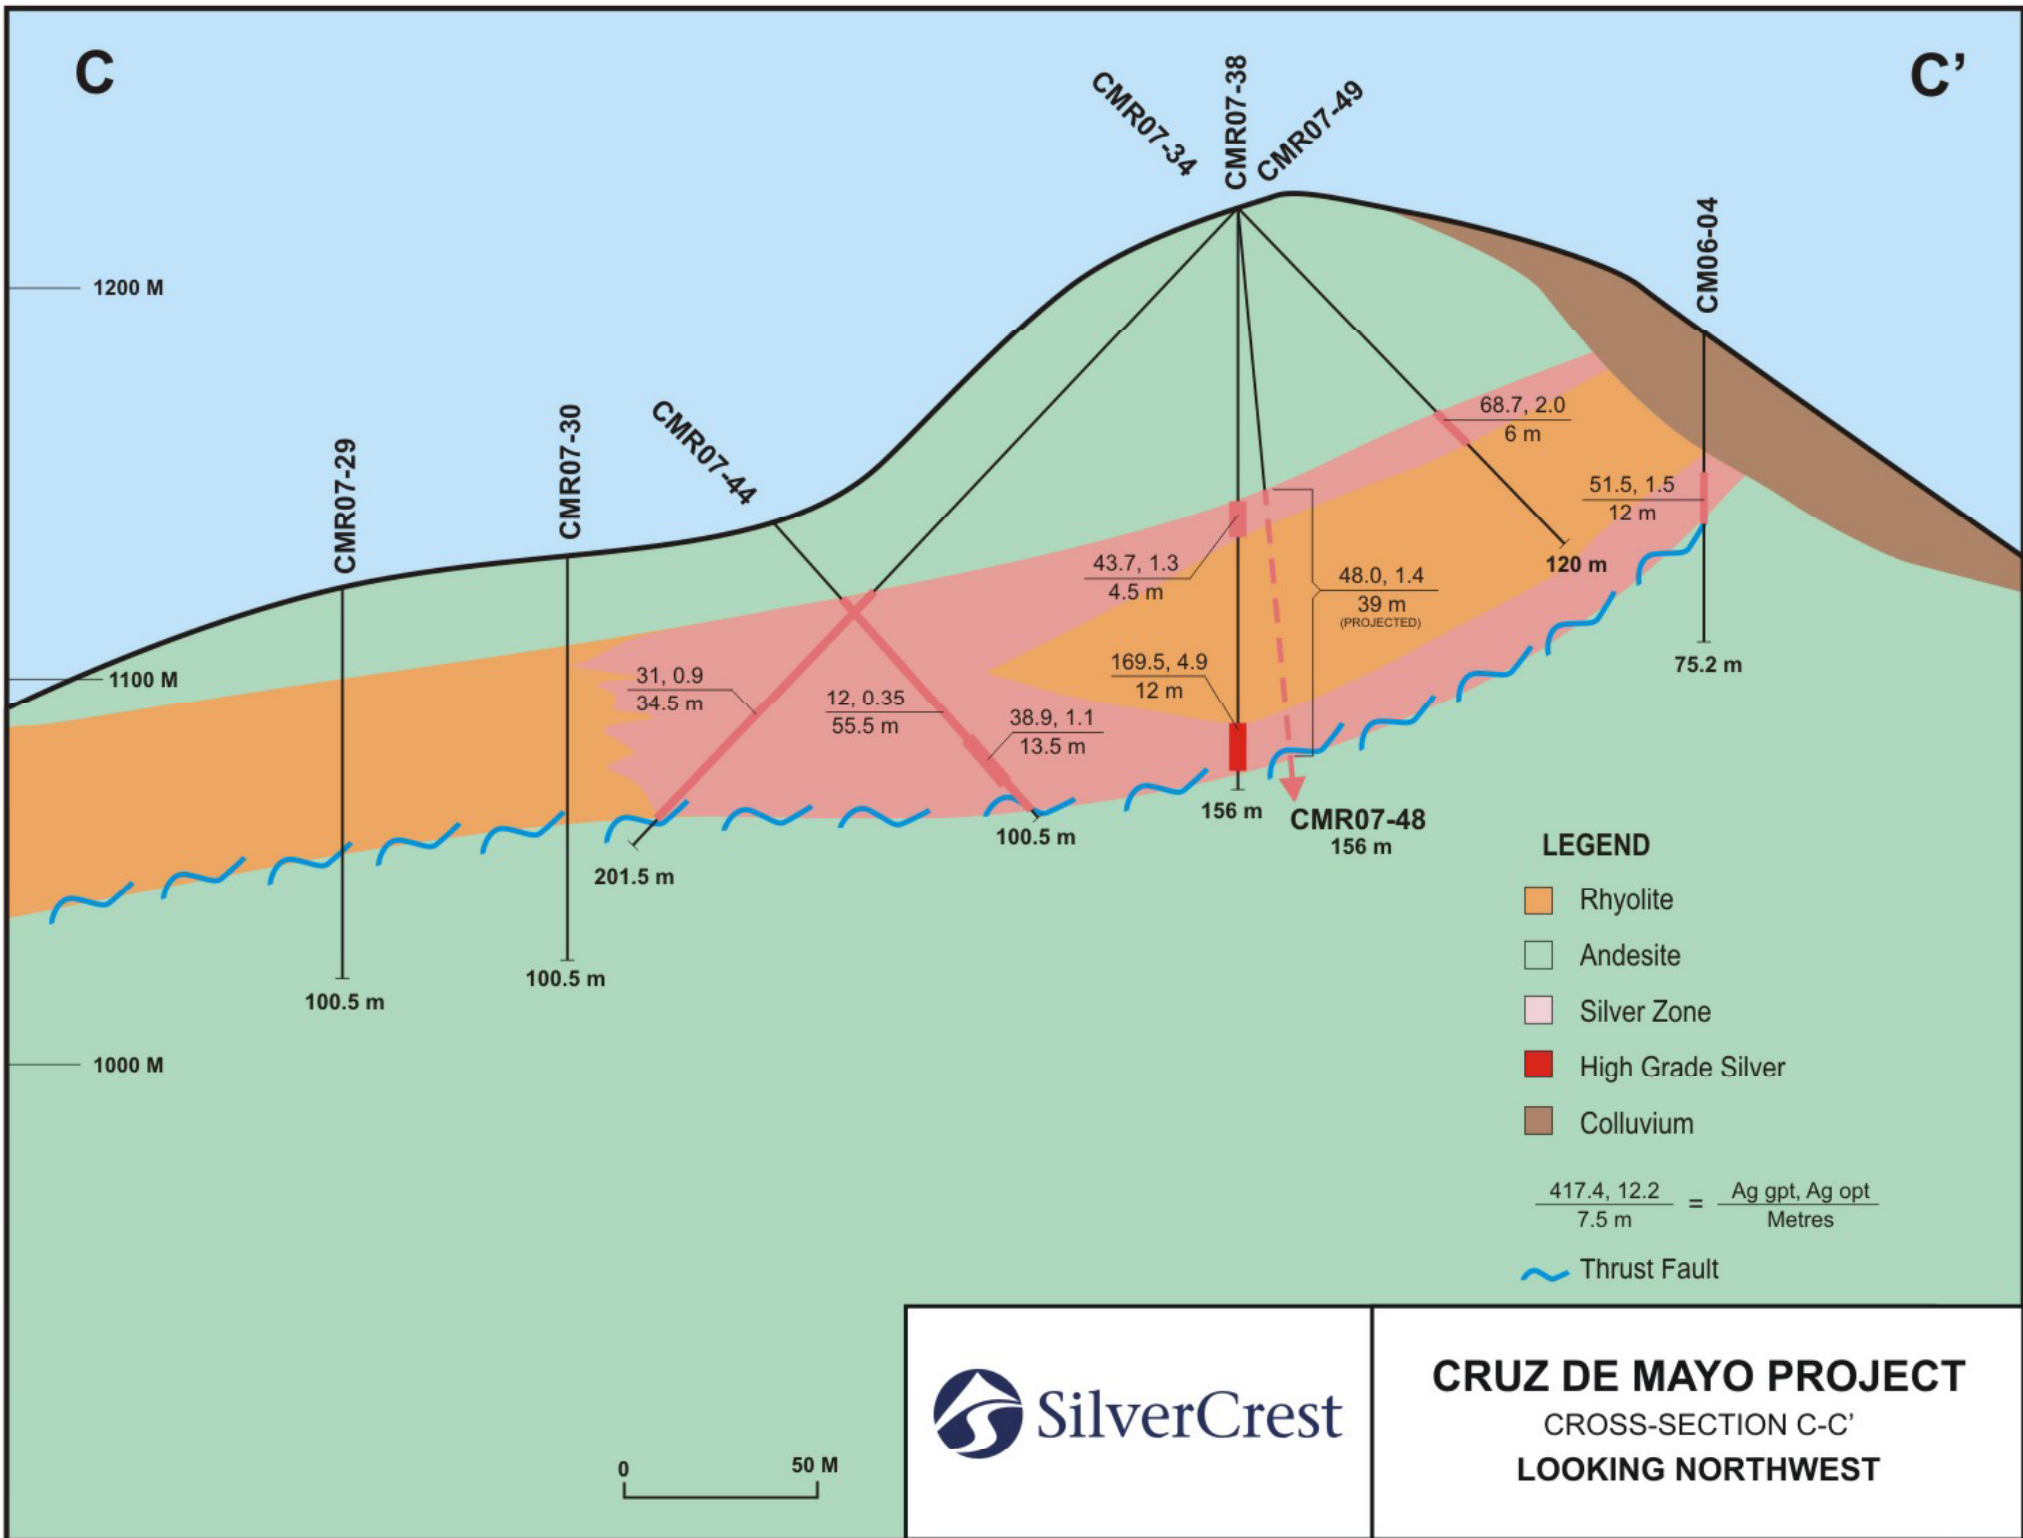 C
C’
CMR07-34
CMR07-38
CMR07-49
CM06-04
1200 M
CMR07-29
CMR07-30
CMR07-44
68.7, 2.0
6 m
51.5, 1.5
12 m
43.7, 1.3
4.5 m
48.0, 1.4
39 m
(PROJECTED)
120 m
169.5, 4.9
12 m
75.2 m
1100 M
31, 0.9
34.5 m
12, 0.35
55.5 m
38.9, 1.1
13.5 m
156 m
CMR07-48
156 m
100.5 m
201.5 m
100.5 m
100.5 m
1000 M
LEGEND
Rhyolite
Andesite
Silver Zone
High Grade Silver
Colluvium
417.4, 12.2
7.5 m
=
Ag gpt, Ag opt
Metres
Thrust Fault
0
50 M
SilverCrest
CRUZ DE MAYO PROJECT
CROSS-SECTION C-C’
LOOKING NORTHWEST